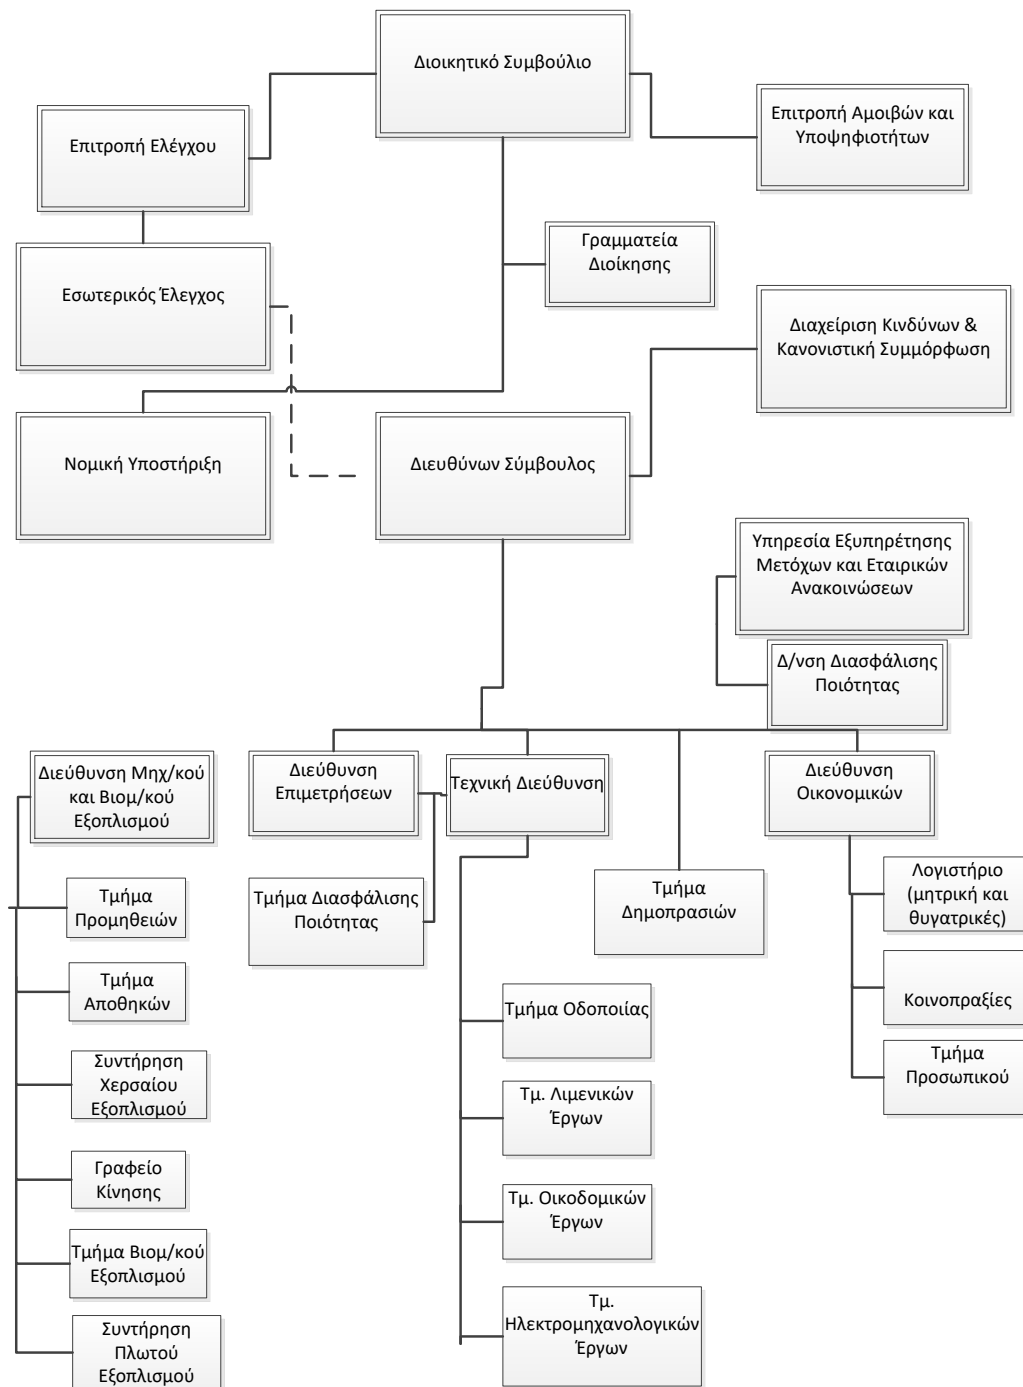 Διοικητικό Συμβούλιο
Επιτροπή Αμοιβών και
Υποψηφιοτήτων
Επιτροπή Ελέγχου
Γραμματεία
Διοίκησης
Εσωτερικός Έλεγχος
Διαχείριση Κινδύνων &
Κανονιστική Συμμόρφωση
Νομική Υποστήριξη
Διευθύνων Σύμβουλος
Υπηρεσία Εξυπηρέτησης
Μετόχων και Εταιρικών
Ανακοινώσεων
Δ/νση Διασφάλισης
Ποιότητας
Διεύθυνση Μηχ/κού
και Βιομ/κού
Εξοπλισμού
Διεύθυνση
Επιμετρήσεων
Τεχνική Διεύθυνση
Διεύθυνση
Οικονομικών
Τμήμα
Προμηθειών
Τμήμα Διασφάλισης
Ποιότητας
Τμήμα
Δημοπρασιών
Λογιστήριο
(μητρική και
θυγατρικές)
Τμήμα
Αποθηκών
Τμήμα Οδοποιίας
Κοινοπραξίες
Συντήρηση
Χερσαίου
Εξοπλισμού
Τμ. Λιμενικών
Έργων
Τμήμα
Προσωπικού
Γραφείο
Κίνησης
Τμ. Οικοδομικών
Έργων
Τμήμα Βιομ/κού
Εξοπλισμού
Τμ.
Ηλεκτρομηχανολογικών
Έργων
Συντήρηση
Πλωτού
Εξοπλισμού